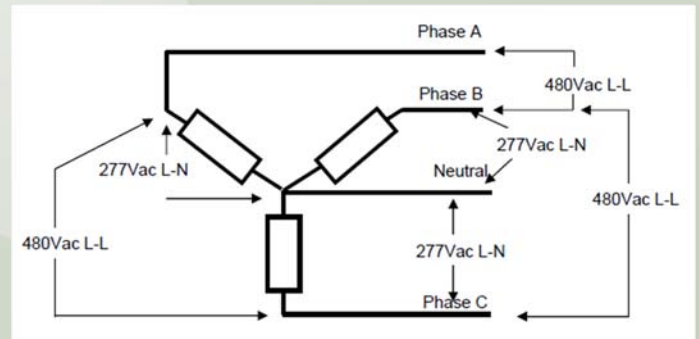 Phase A
480Vac L-L
Phase B
277Vac L-N
277Vac L-N
Neutral
480Vac L-L
480Vac L-L
277Vac L-N
Phase C